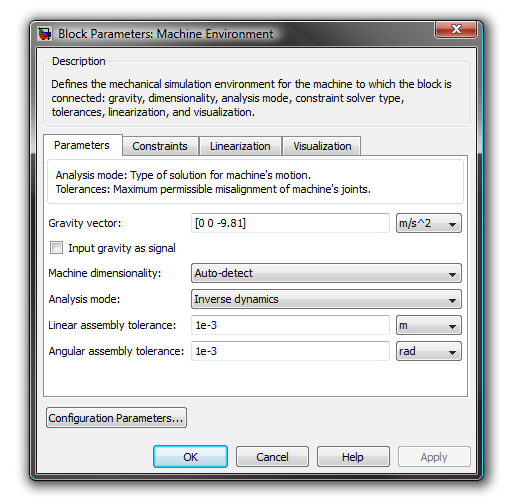 Block Parameters: Machine Environment
Description
Defines the mechanical simulation environment for the machine to which the block is
connected: gravity, dimensionality, analysis mode, constraint solver type,
tolerances, linearization, and visualization.
Parameters Constraints Linearization Visualization
Analysis mode: Type of solution for machine's motion.
Tolerances: Maximum permissible misalignment of machine's joints.
Gravity vector: [0 0 -9.81] m/s^2
Input gravity as signal
Machine dimensionality: Auto-detect
Analysis mode: Inverse dynamics
Linear assembly tolerance: 1e-3 m
Angular assembly tolerance: 1e-3 rad
Configuration Parameters...
OK Cancel Help Apply